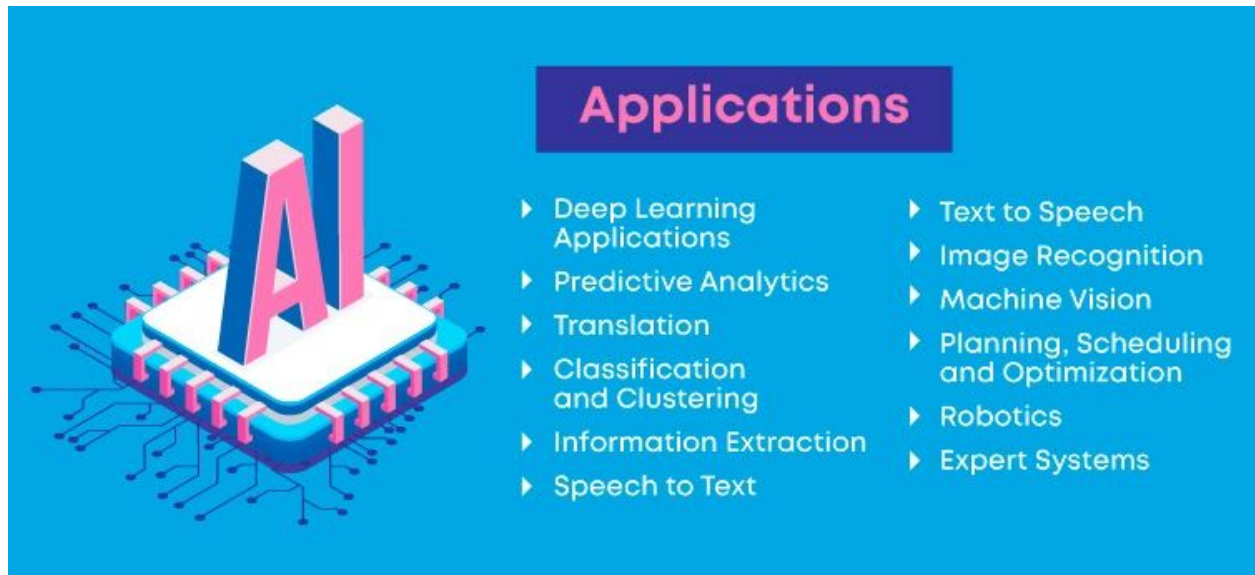 AI
Applications
Deep Learning
Applications
Predictive Analytics
Translation
Classification
and Clustering
Information Extraction
Speech to Text
Text to Speech
Image Recognition
Machine Vision
Planning, Scheduling
and Optimization
Robotics
Expert Systems